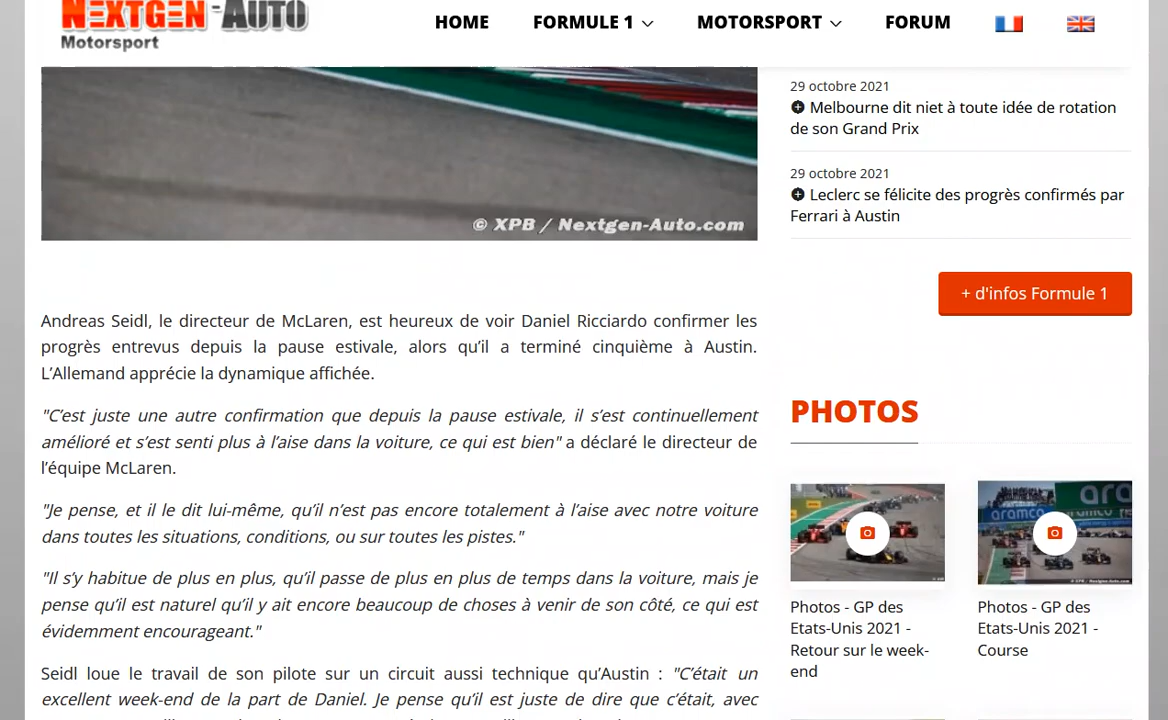 NEXTGEN-AUTO
Motorsport
HOME
FORMULE 1
MOTORSPORT
FORUM
© XPB / Nextgen-Auto.com
Andreas Seidl, le directeur de McLaren, est heureux de voir Daniel Ricciardo confirmer les
progrès entrevus depuis la pause estivale, alors qu'il a terminé cinquième à Austin.
L'Allemand apprécie la dynamique affichée.
"C'est juste une autre confirmation que depuis la pause estivale, il s'est continuellement
amélioré et s'est senti plus à l'aise dans la voiture, ce qui est bien" a déclaré le directeur de
l'équipe McLaren.
"Je pense, et il le dit lui-même, qu'il n'est pas encore totalement à l'aise avec notre voiture
dans toutes les situations, conditions, ou sur toutes les pistes."
"Il s'y habitue de plus en plus, qu'il passe de plus en plus de temps dans la voiture, mais je
pense qu'il est naturel qu'il y ait encore beaucoup de choses à venir de son côté, ce qui est
évidemment encourageant."
Seidl loue le travail de son pilote sur un circuit aussi technique qu'Austin : "C'était un
excellent week-end de la part de Daniel. Je pense qu'il est juste de dire que c'était, avec
29 octobre 2021
Melbourne dit niet à toute idée de rotation
de son Grand Prix
29 octobre 2021
Leclerc se félicite des progrès confirmés par
Ferrari à Austin
+ d'infos Formule 1
PHOTOS
aramco
Photos - GP des
Etats-Unis 2021 -
Retour sur le week-
end
Photos - GP des
Etats-Unis 2021 -
Course